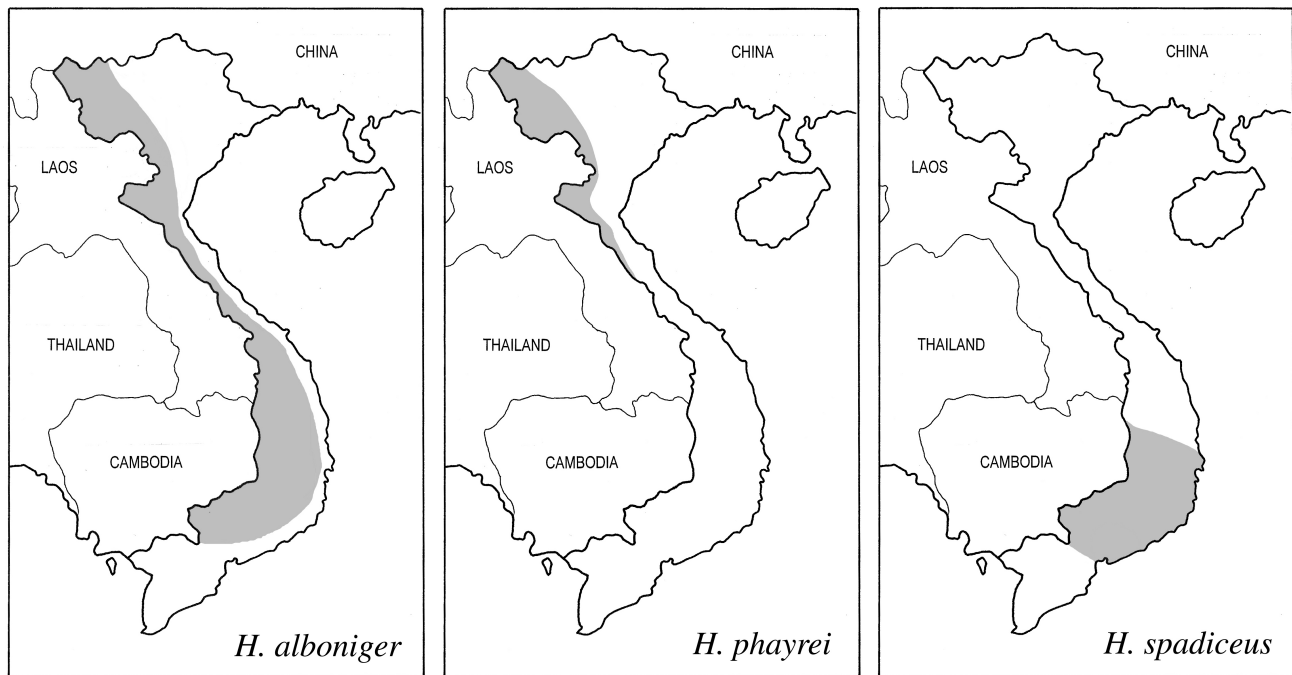 CHINA
LAOS
THAILAND
CAMBODIA
H. alboniger
CHINA
LAOS
THAILAND
CAMBODIA
H. phayrei
CHINA
LAOS
THAILAND
CAMBODIA
H. spadiceus